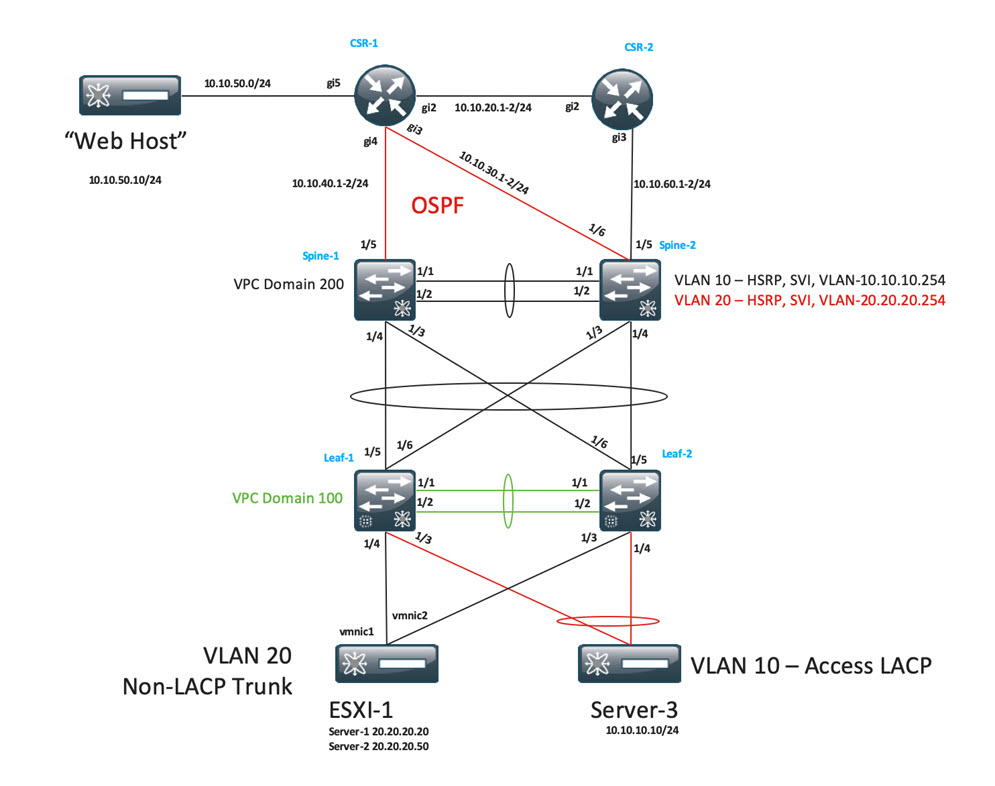 CSR-1
CSR-2
10.10.50.0/24
gi5
gi2
10.10.20.1-2/24
gi2
"Web Host"
gi4
gi3
gi3
10.10.50.10/24
10.10.40.1-2/24
10.10.30.1-2/24
10.10.60.1-2/24
OSPF
1/6
1/5
1/5
Spine-1
Spine-2
VPC Domain 200
1/1
1/1
1/2
1/2
VLAN 10 – HSRP, SVI, VLAN-10.10.10.254
VLAN 20 – HSRP, SVI, VLAN-20.20.20.254
1/4
1/3
1/3
1/4
1/5
1/6
1/6
1/5
Leaf-1
Leaf-2
VPC Domain 100
1/1
1/1
1/2
1/2
1/4
1/3
1/3
1/4
vmnic2
vmnic1
VLAN 20
Non-LACP Trunk
VLAN 10 – Access LACP
ESXI-1
Server-1 20.20.20.20
Server-2 20.20.20.50
Server-3
10.10.10.10/24